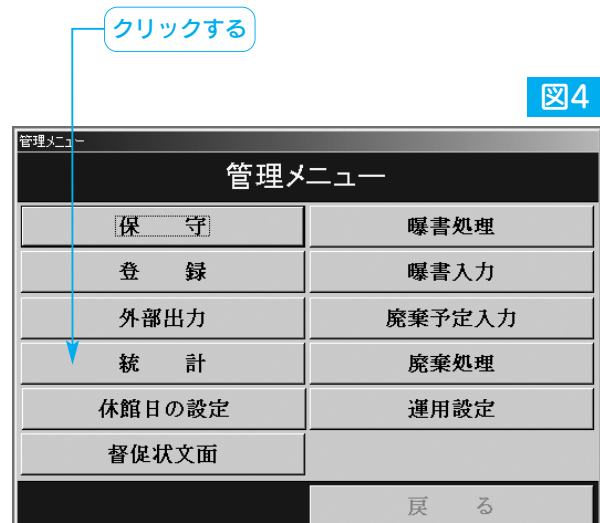 クリックする
図4
管理メニュー
管理メニュー
保　守
曝書処理
登　録
曝書入力
外部出力
廃棄予定入力
統　計
廃棄処理
休館日の設定
運用設定
督促状文面
戻　る